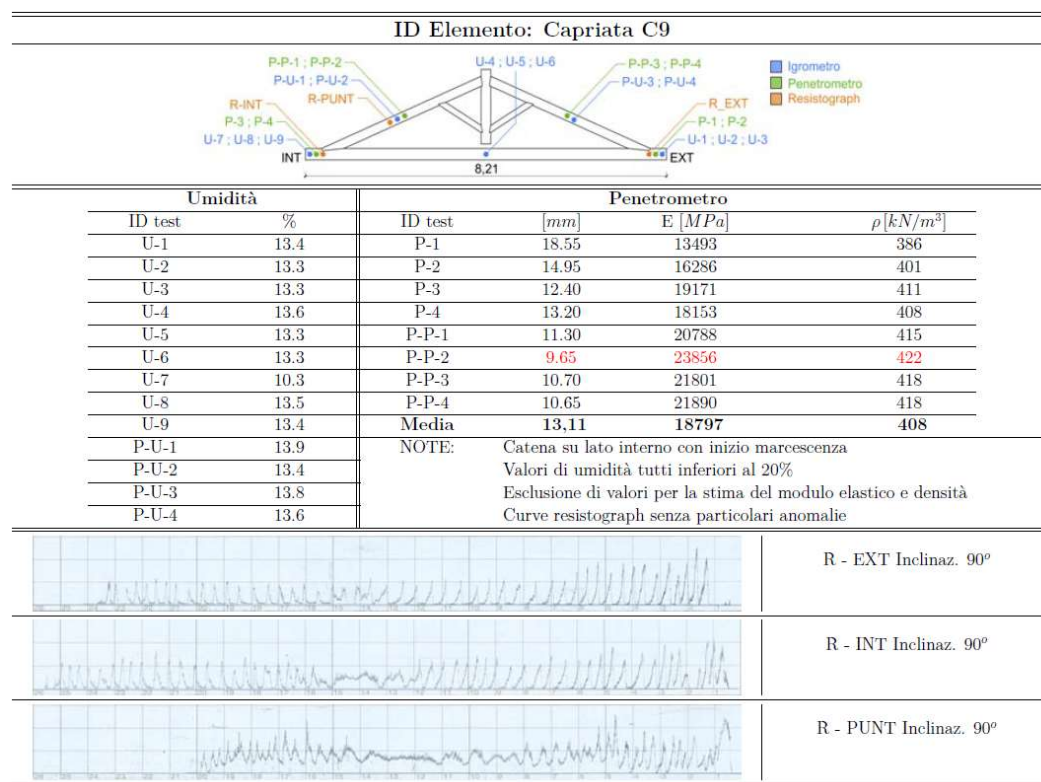 ID Elemento: Capriata C9
P-P-1 ; P-P-2
U-4 ; U-5 ; U-6
P-P-3 ; P-P-4
Igrometro
P-U-1 ; P-U-2
P-U-3 ; P-U-4
Penetrometro
R-INT
R-PUNT
R_EXT
Resistograph
P-3 ; P-4
P-1 ; P-2
U-7 ; U-8 ; U-9
U-1 ; U-2 ; U-3
INT
EXT
8,21
Umidità Penetrometro
ID test % ID test [mm] E [MPa] ρ[kN/m³]
U-1 13.4 P-1 18.55 13493 386
U-2 13.3 P-2 14.95 16286 401
U-3 13.3 P-3 12.40 19171 411
U-4 13.6 P-4 13.20 18153 408
U-5 13.3 P-P-1 11.30 20788 415
U-6 13.3 P-P-2 9.65 23856 422
U-7 10.3 P-P-3 10.70 21801 418
U-8 13.5 P-P-4 10.65 21890 418
U-9 13.4 Media 13,11 18797 408
P-U-1 13.9 NOTE: Catena su lato interno con inizio marcescenza
P-U-2 13.4 Valori di umidità tutti inferiori al 20%
P-U-3 13.8 Esclusione di valori per la stima del modulo elastico e densità
P-U-4 13.6 Curve resistograph senza particolari anomalie
R - EXT Inclinaz. 90º
R - INT Inclinaz. 90º
R - PUNT Inclinaz. 90º